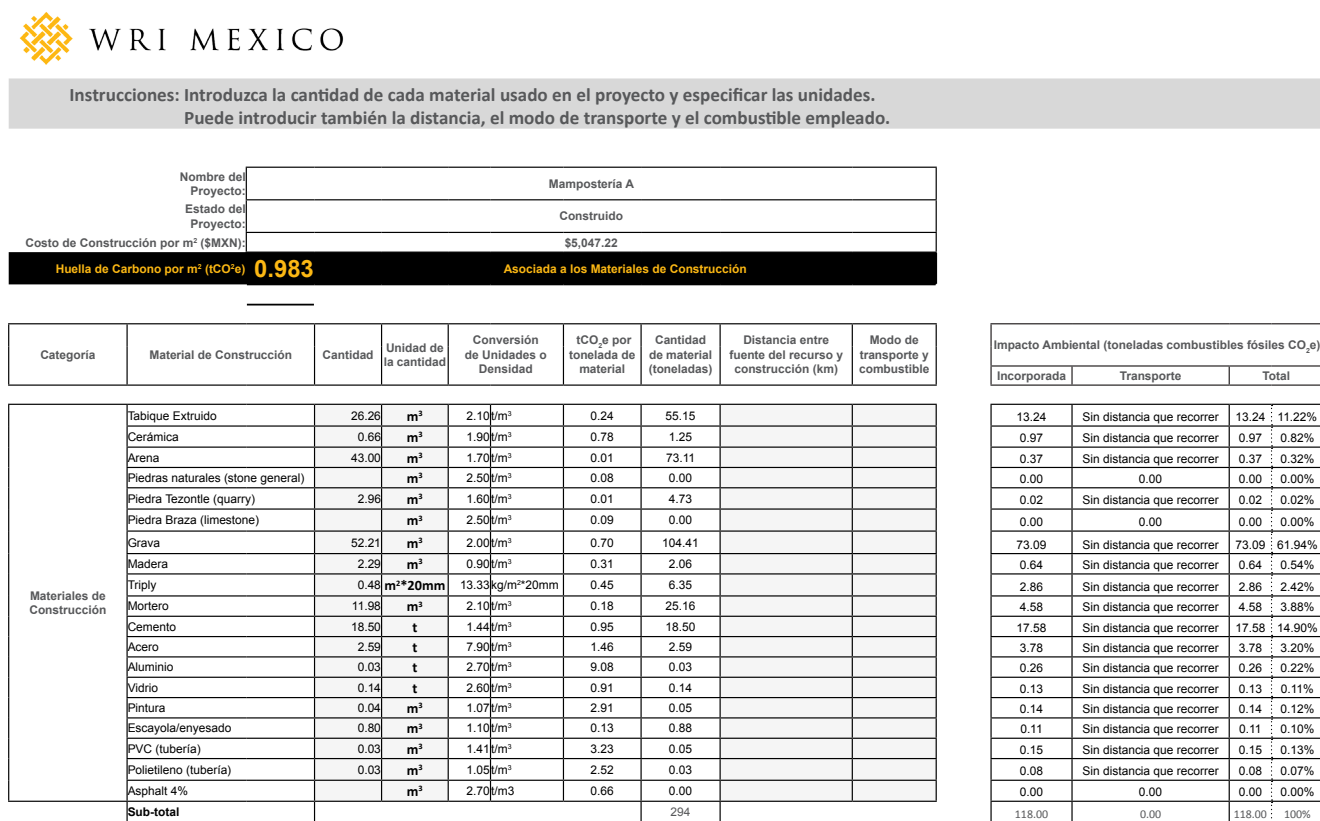 WRI MEXICO
Instrucciones: Introduzca la cantidad de cada material usado en el proyecto y especificar las unidades.
Puede introducir también la distancia, el modo de transporte y el combustible empleado.
Nombre del
Proyecto:
Mampostería A
Estado del
Proyecto:
Construido
Costo de Construcción por m² ($MXN): $5,047.22
Huella de Carbono por m² (tCO²e) 0.983 Asociada a los Materiales de Construcción
Categoría Material de Construcción Cantidad Unidad de la cantidad Conversión de Unidades o Densidad tCO₂e por tonelada de material Cantidad de material (toneladas) Distancia entre fuente del recurso y construcción (km) Modo de transporte y combustible Impacto Ambiental (toneladas combustibles fósiles CO₂e)
Incorporada Transporte Total
Materiales de
Construcción
Tabique Extruido 26.26 m³ 2.10 t/m³ 0.24 55.15 13.24 Sin distancia que recorrer 13.24 11.22%
Cerámica 0.66 m³ 1.90 t/m³ 0.78 1.25 0.97 Sin distancia que recorrer 0.97 0.82%
Arena 43.00 m³ 1.70 t/m³ 0.01 73.11 0.37 Sin distancia que recorrer 0.37 0.32%
Piedras naturales (stone general) m³ 2.50 t/m³ 0.08 0.00 0.00 0.00 0.00 0.00%
Piedra Tezontle (quarry) 2.96 m³ 1.60 t/m³ 0.01 4.73 0.02 Sin distancia que recorrer 0.02 0.02%
Piedra Braza (limestone) m³ 2.50 t/m³ 0.09 0.00 0.00 0.00 0.00 0.00%
Grava 52.21 m³ 2.00 t/m³ 0.70 104.41 73.09 Sin distancia que recorrer 73.09 61.94%
Madera 2.29 m³ 0.90 t/m³ 0.31 2.06 0.64 Sin distancia que recorrer 0.64 0.54%
Triply 0.48 m²*20mm 13.33 kg/m²*20mm 0.45 6.35 2.86 Sin distancia que recorrer 2.86 2.42%
Mortero 11.98 m³ 2.10 t/m³ 0.18 25.16 4.58 Sin distancia que recorrer 4.58 3.88%
Cemento 18.50 t 1.44 t/m³ 0.95 18.50 17.58 Sin distancia que recorrer 17.58 14.90%
Acero 2.59 t 7.90 t/m³ 1.46 2.59 3.78 Sin distancia que recorrer 3.78 3.20%
Aluminio 0.03 t 2.70 t/m³ 9.08 0.03 0.26 Sin distancia que recorrer 0.26 0.22%
Vidrio 0.14 t 2.60 t/m³ 0.91 0.14 0.13 Sin distancia que recorrer 0.13 0.11%
Pintura 0.04 m³ 1.07 t/m³ 2.91 0.05 0.14 Sin distancia que recorrer 0.14 0.12%
Escayola/enyesado 0.80 m³ 1.10 t/m³ 0.13 0.88 0.11 Sin distancia que recorrer 0.11 0.10%
PVC (tubería) 0.03 m³ 1.41 t/m³ 3.23 0.05 0.15 Sin distancia que recorrer 0.15 0.13%
Polietileno (tubería) 0.03 m³ 1.05 t/m³ 2.52 0.03 0.08 Sin distancia que recorrer 0.08 0.07%
Asphalt 4% m³ 2.70 t/m3 0.66 0.00 0.00 0.00 0.00 0.00%
Sub-total 294 118.00 0.00 118.00 100%